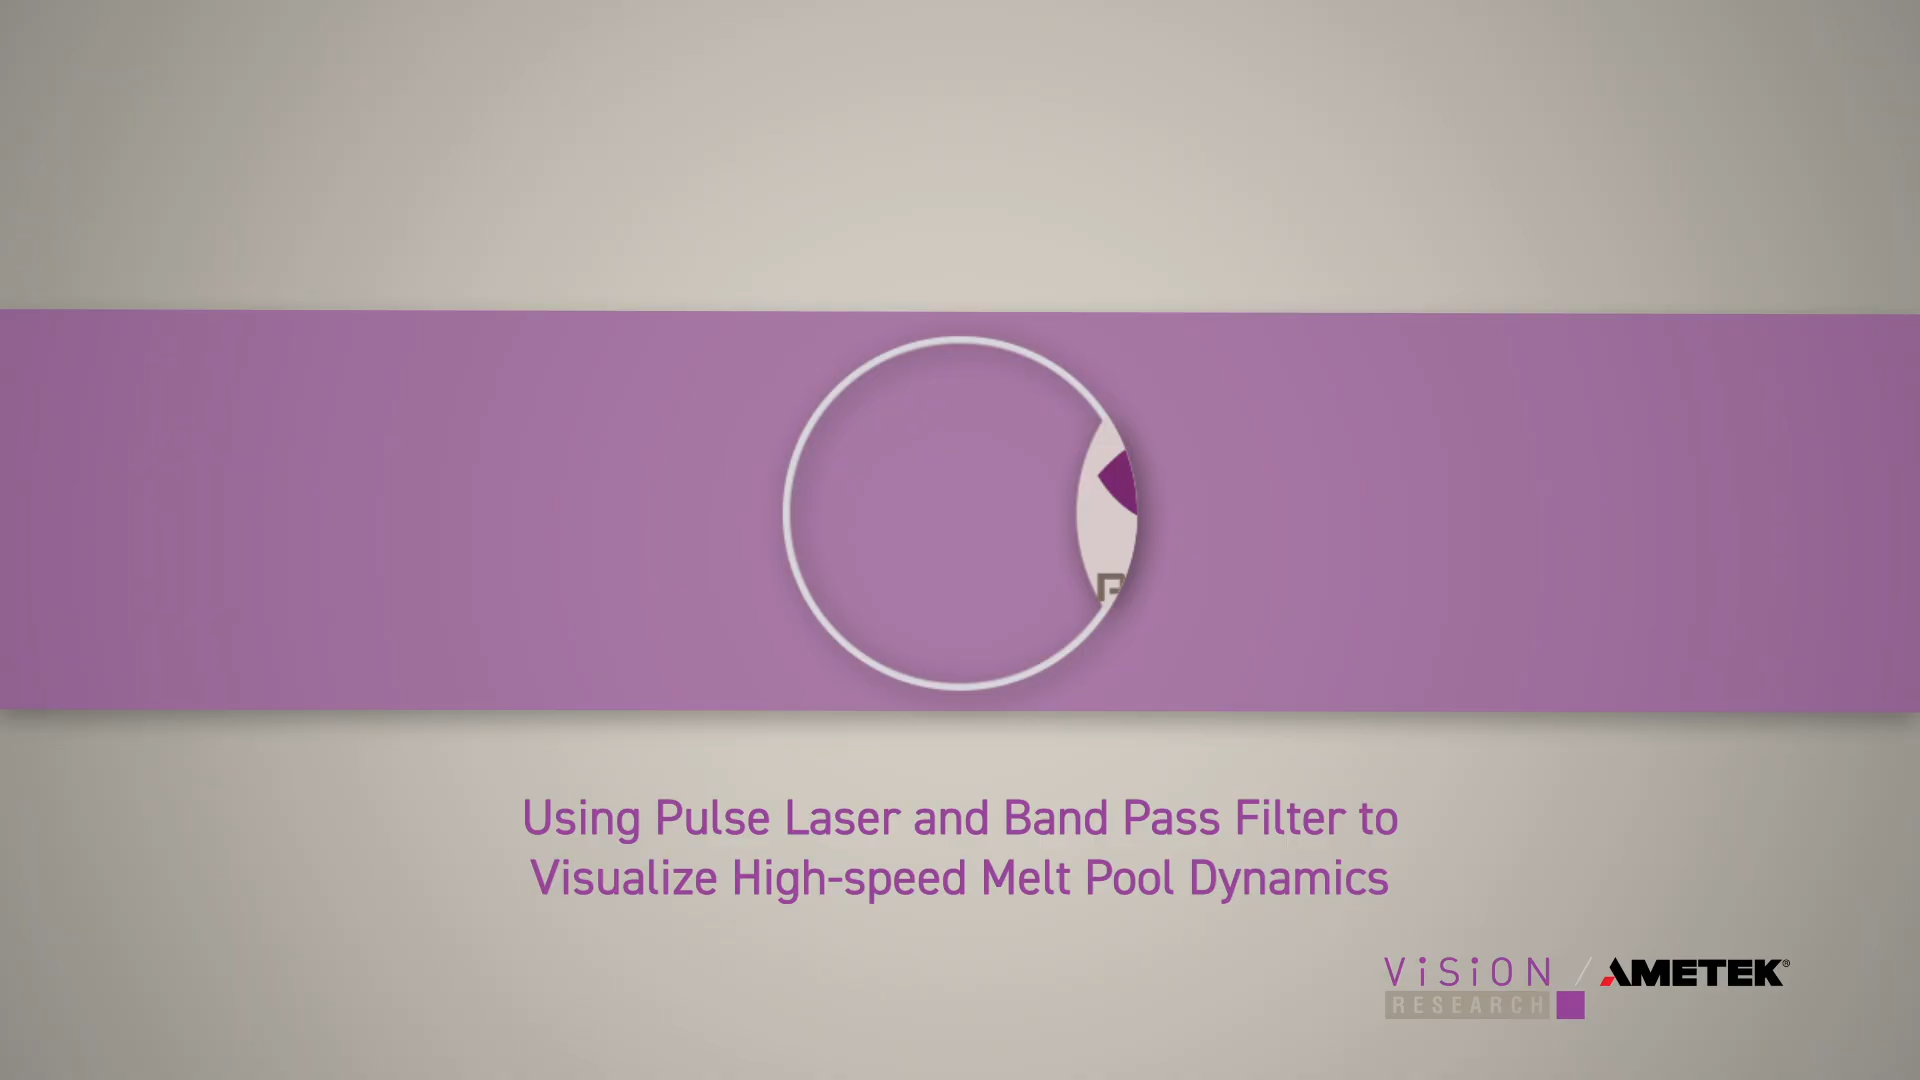 Using Pulse Laser and Band Pass Filter to
Visualize High-speed Melt Pool Dynamics
ViSiON / AMETEK®
RESEARCH